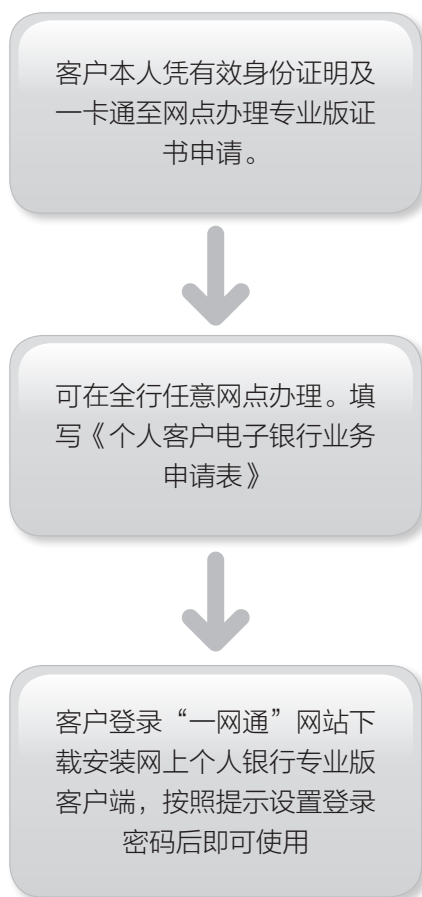 客户本人凭有效身份证明及
一卡通至网点办理专业版证
书申请。
可在全行任意网点办理。填
写《个人客户电子银行业务
申请表》
客户登录“一网通”网站下
载安装网上个人银行专业版
客户端，按照提示设置登录
密码后即可使用